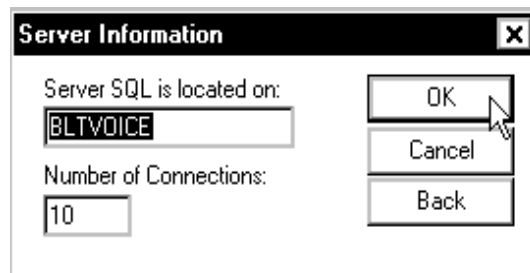 Server Information
Server SQL is located on:
BLTVOICE
Number of Connections:
10
OK
Cancel
Back